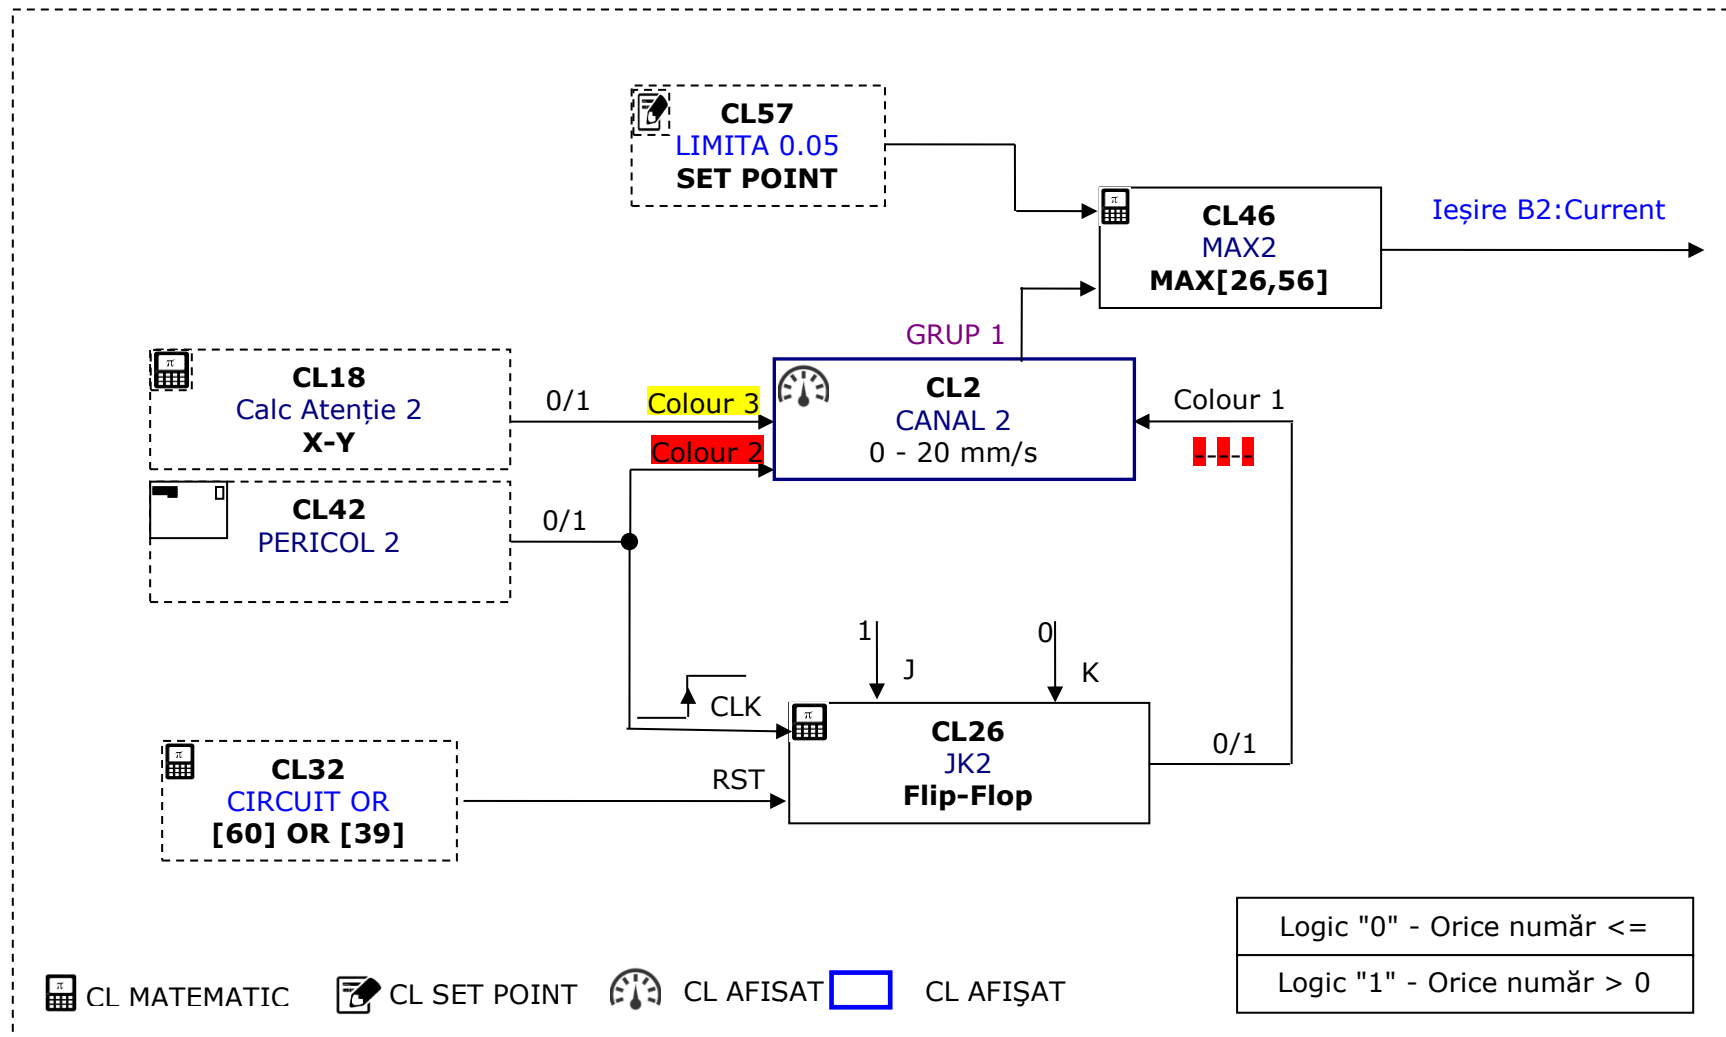 CL57
LIMITA 0.05
SET POINT
CL46
MAX2
MAX[26,56]
Ieșire B2:Current
GRUP 1
CL18
Calc Atenție 2
X-Y
0/1
Colour 3
CL2
CANAL 2
0 - 20 mm/s
Colour 1
- - - - -
Colour 2
CL42
PERICOL 2
0/1
1
J
0
K
CLK
CL26
JK2
Flip-Flop
0/1
CL32
CIRCUIT OR
[60] OR [39]
RST
Logic "0" - Orice număr <=
Logic "1" - Orice număr > 0
CL MATEMATIC
CL SET POINT
CL AFISAT
CL AFIŞAT